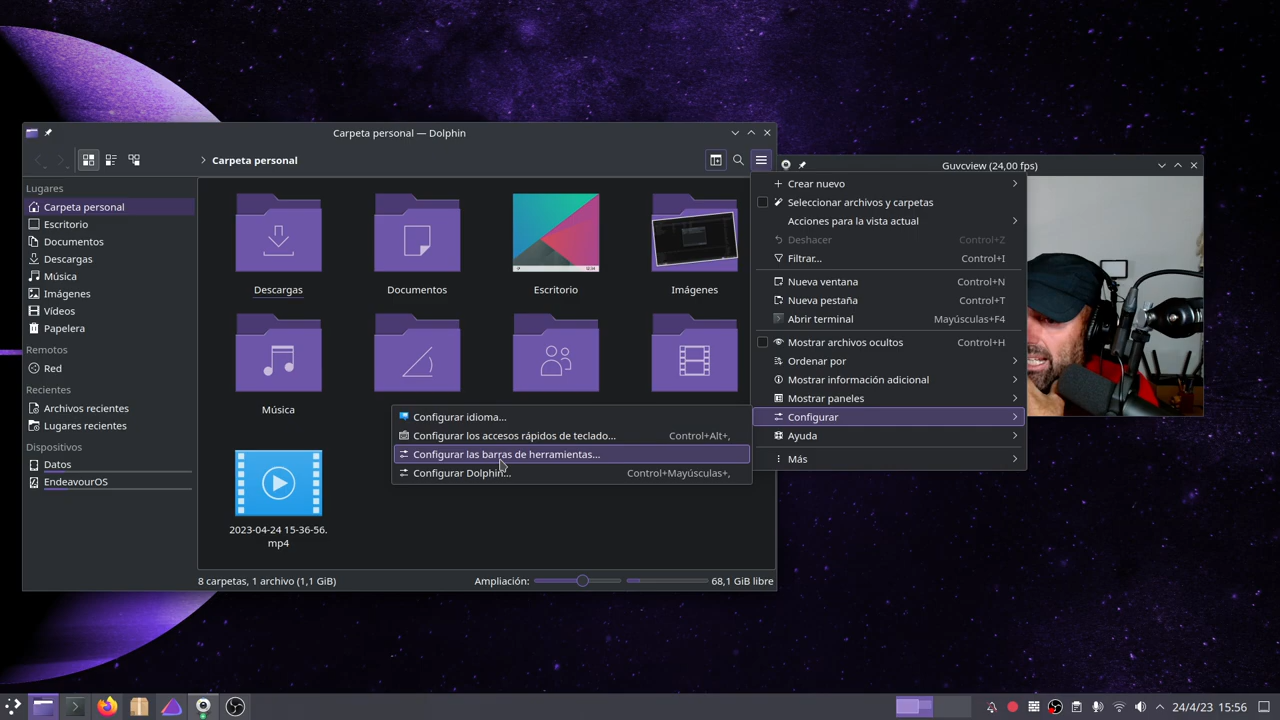 Carpeta personal — Dolphin
Carpeta personal
Lugares
Carpeta personal
Escritorio
Documentos
Descargas
Música
Imágenes
Vídeos
Papelera
Remotos
Red
Recientes
Archivos recientes
Lugares recientes
Dispositivos
Datos
EndeavourOS
Descargas
Documentos
Escritorio
Imágenes
Música
2023-04-24 15-36-56.
mp4
8 carpetas, 1 archivo (1,1 GiB)
Ampliación:
68,1 GiB libre
Configurar idioma...
Configurar los accesos rápidos de teclado... Control+Alt+,
Configurar las barras de herramientas...
Configurar Dolphin... Control+Mayúsculas+,
Guvcview (24,00 fps)
Crear nuevo
Seleccionar archivos y carpetas
Acciones para la vista actual
Deshacer Control+Z
Filtrar... Control+I
Nueva ventana Control+N
Nueva pestaña Control+T
Abrir terminal Mayúsculas+F4
Mostrar archivos ocultos Control+H
Ordenar por
Mostrar información adicional
Mostrar paneles
Configurar
Ayuda
Más
24/4/23 15:56